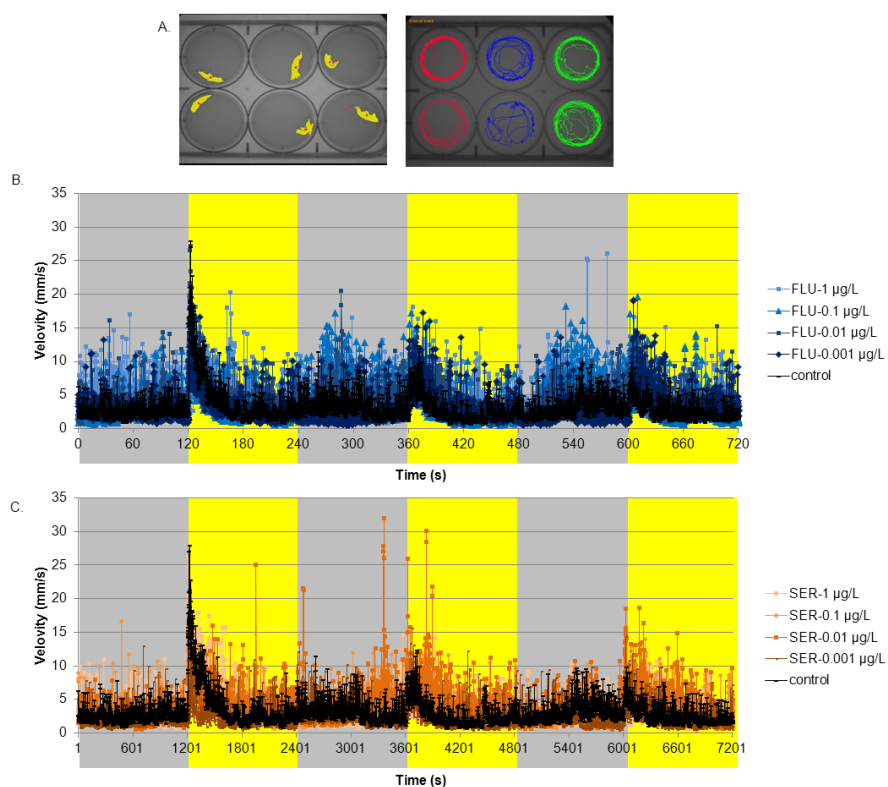 A.
B.
35
30
25
20
15
10
5
0
Velovity (mm/s)
0 60 120 180 240 300 360 420 480 540 600 660 720
Time (s)
FLU-1 µg/L
FLU-0.1 µg/L
FLU-0.01 µg/L
FLU-0.001 µg/L
control
C.
35
30
25
20
15
10
5
0
Velovity (mm/s)
1 601 1201 1801 2401 3001 3601 4201 4801 5401 6001 6601 7201
Time (s)
SER-1 µg/L
SER-0.1 µg/L
SER-0.01 µg/L
SER-0.001 µg/L
control